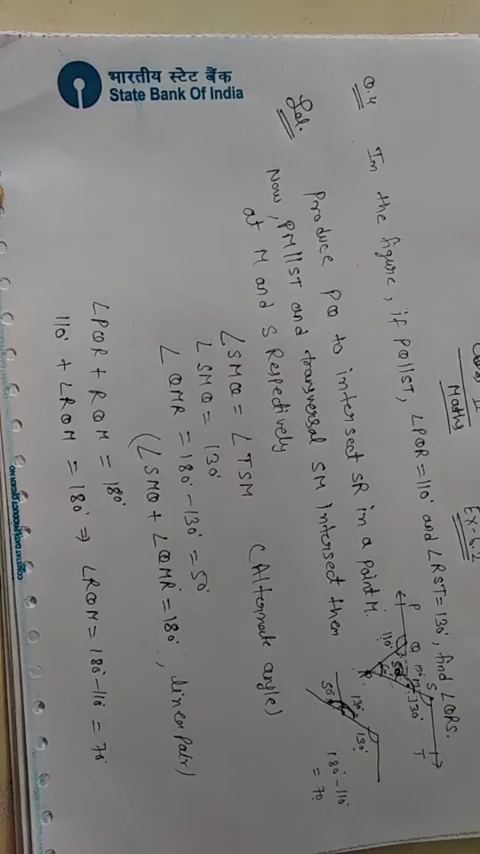 भारतीय स्टेट बैंक
State Bank Of India
Maths
Ex-6.2
Q.4 In the figure, if PQ||ST, ∠PQR=110° and ∠RST=130°, find ∠QRS.
Sol. Produce PQ to intersect SR in a point M.
Now, PM||ST and transversal SM Intersect them
at M and S Respectively
∠SMQ = ∠TSM (Alternate angle)
∠SMQ = 130°
∠QMR = 180°-130° = 50°
(∠SMQ + ∠QMR = 180°, linear Pair)
∠PQR + RQM = 180°
110° + ∠RQM = 180° ⇒ ∠RQM = 180°-110° = 70°
P Q M S T
110°
130°
R
50°
130°
130°
180°-110
= 70